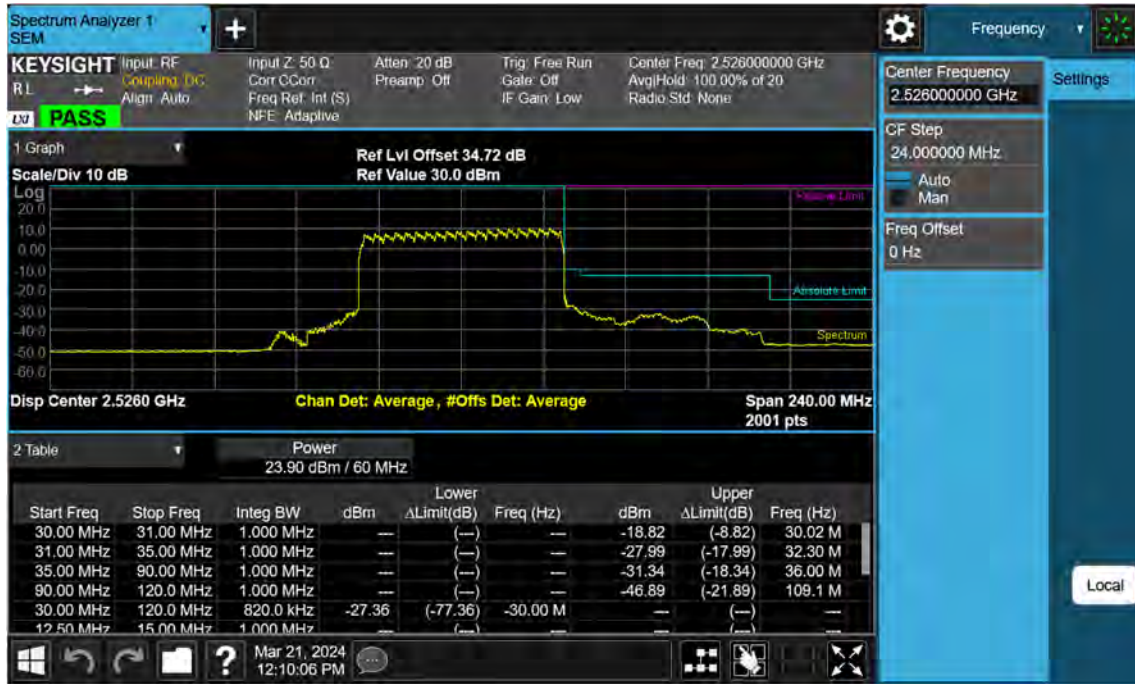 Spectrum Analyzer 1
SEM
+
Frequency
KEYSIGHT
Input: RF
Coupling: DC
Align: Auto
Input Z: 50 Ω
Corr CCorr
Freq Ref: Int (S)
NFE: Adaptive
Atten: 20 dB
Preamp: Off
Trig: Free Run
Gate: Off
IF Gain: Low
Center Freq: 2.526000000 GHz
Avg|Hold: 100.00% of 20
Radio Std: None
R L
LXI
PASS
Center Frequency
2.526000000 GHz
Settings
CF Step
24.000000 MHz
Auto
Man
Freq Offset
0 Hz
1 Graph
Ref Lvl Offset 34.72 dB
Scale/Div 10 dB
Ref Value 30.0 dBm
Log
20.0
10.0
0.00
-10.0
-20.0
-30.0
-40.0
-50.0
-60.0
Relative Limit
Absolute Limit
Spectrum
Disp Center 2.5260 GHz
Chan Det: Average, #Offs Det: Average
Span 240.00 MHz
2001 pts
2 Table
Power
23.90 dBm / 60 MHz
Lower Upper
Start Freq Stop Freq Integ BW dBm ΔLimit(dB) Freq (Hz) dBm ΔLimit(dB) Freq (Hz)
30.00 MHz 31.00 MHz 1.000 MHz --- (---) --- -18.82 (-8.82) 30.02 M
31.00 MHz 35.00 MHz 1.000 MHz --- (---) --- -27.99 (-17.99) 32.30 M
35.00 MHz 90.00 MHz 1.000 MHz --- (---) --- -31.34 (-18.34) 36.00 M
90.00 MHz 120.0 MHz 1.000 MHz --- (---) --- -46.89 (-21.89) 109.1 M
30.00 MHz 120.0 MHz 820.0 kHz -27.36 (-77.36) -30.00 M --- (---) ---
12.50 MHz 15.00 MHz 1.000 MHz --- (---) --- --- (---) ---
Local
?
Mar 21, 2024
12:10:06 PM